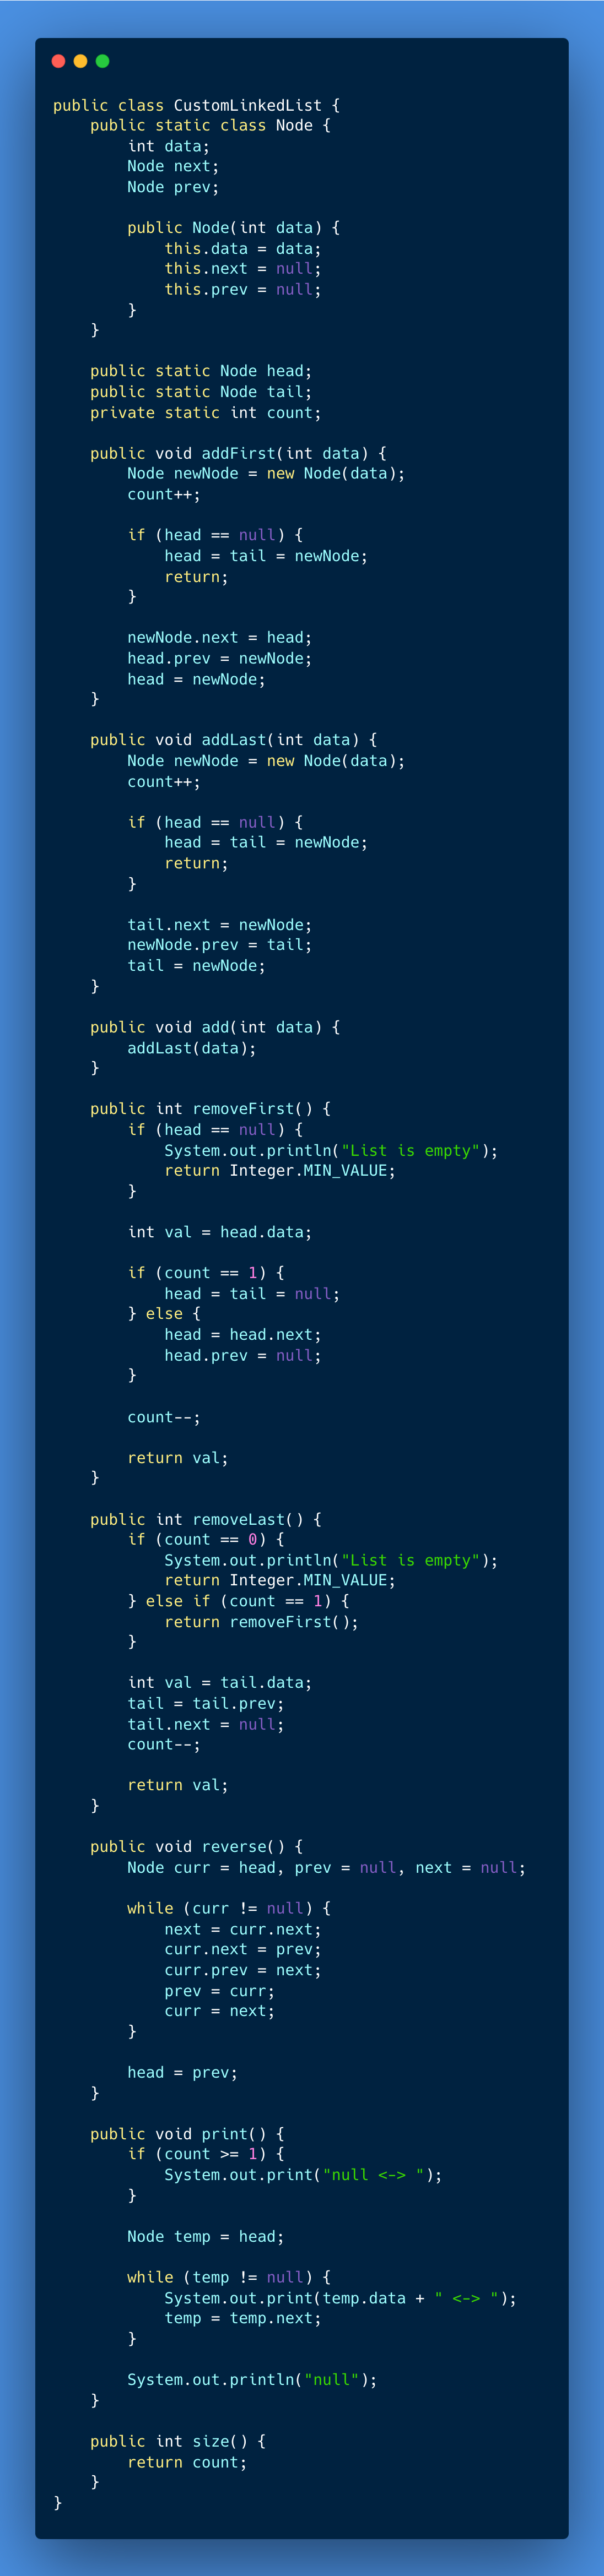 public class CustomLinkedList {
    public static class Node {
        int data;
        Node next;
        Node prev;

        public Node(int data) {
            this.data = data;
            this.next = null;
            this.prev = null;
        }
    }

    public static Node head;
    public static Node tail;
    private static int count;

    public void addFirst(int data) {
        Node newNode = new Node(data);
        count++;

        if (head == null) {
            head = tail = newNode;
            return;
        }

        newNode.next = head;
        head.prev = newNode;
        head = newNode;
    }

    public void addLast(int data) {
        Node newNode = new Node(data);
        count++;

        if (head == null) {
            head = tail = newNode;
            return;
        }

        tail.next = newNode;
        newNode.prev = tail;
        tail = newNode;
    }

    public void add(int data) {
        addLast(data);
    }

    public int removeFirst() {
        if (head == null) {
            System.out.println("List is empty");
            return Integer.MIN_VALUE;
        }

        int val = head.data;

        if (count == 1) {
            head = tail = null;
        } else {
            head = head.next;
            head.prev = null;
        }

        count--;

        return val;
    }

    public int removeLast() {
        if (count == 0) {
            System.out.println("List is empty");
            return Integer.MIN_VALUE;
        } else if (count == 1) {
            return removeFirst();
        }

        int val = tail.data;
        tail = tail.prev;
        tail.next = null;
        count--;

        return val;
    }

    public void reverse() {
        Node curr = head, prev = null, next = null;

        while (curr != null) {
            next = curr.next;
            curr.next = prev;
            curr.prev = next;
            prev = curr;
            curr = next;
        }

        head = prev;
    }

    public void print() {
        if (count >= 1) {
            System.out.print("null <-> ");
        }

        Node temp = head;

        while (temp != null) {
            System.out.print(temp.data + " <-> ");
            temp = temp.next;
        }

        System.out.println("null");
    }

    public int size() {
        return count;
    }
}